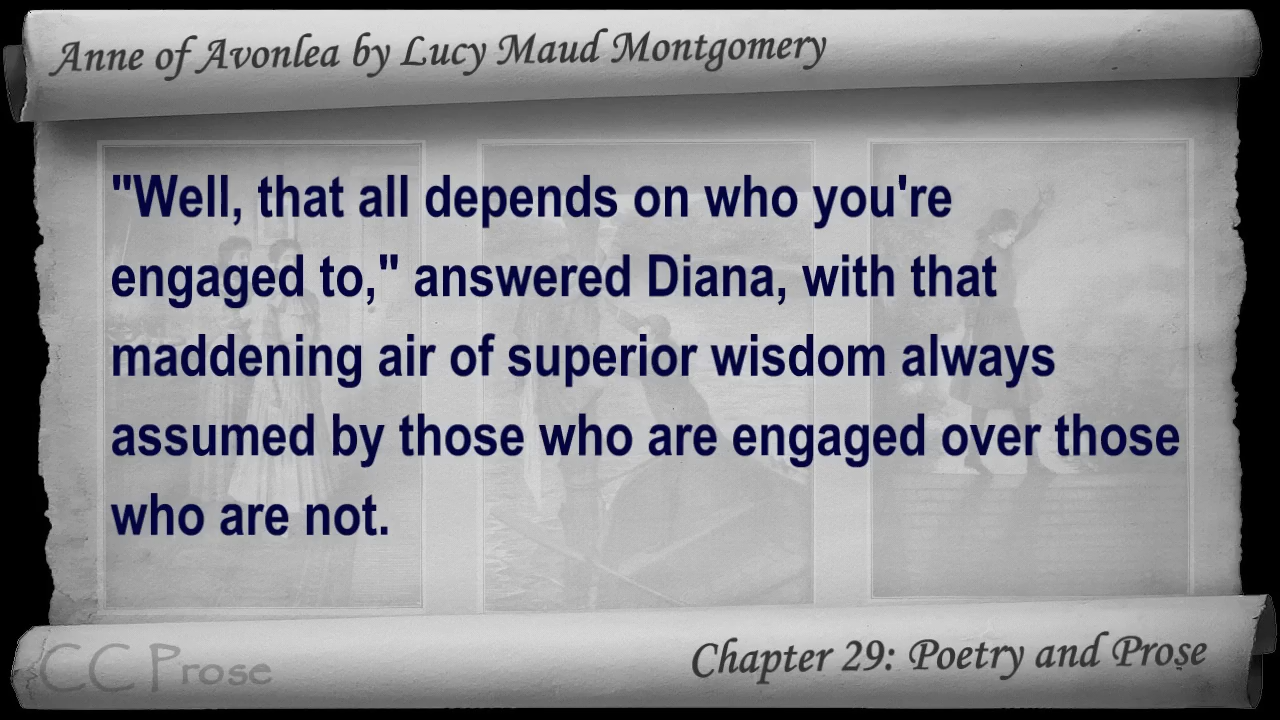 Anne of Avonlea by Lucy Maud Montgomery
"Well, that all depends on who you're
engaged to," answered Diana, with that
maddening air of superior wisdom always
assumed by those who are engaged over those
who are not.
CC Prose
Chapter 29: Poetry and Prose